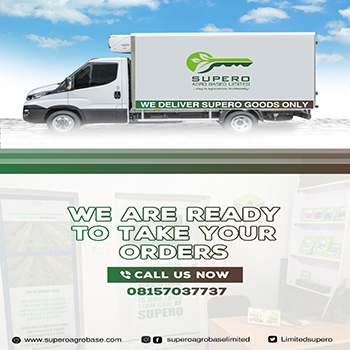 SUPERO
AGRO BASED LIMITED
WE DELIVER SUPERO GOODS ONLY
WE ARE READY
TO TAKE YOUR
ORDERS
CALL US NOW
08157037737
SUPERO
www.superoagrobase.com
superoagrobaselimited
Limitedsupero